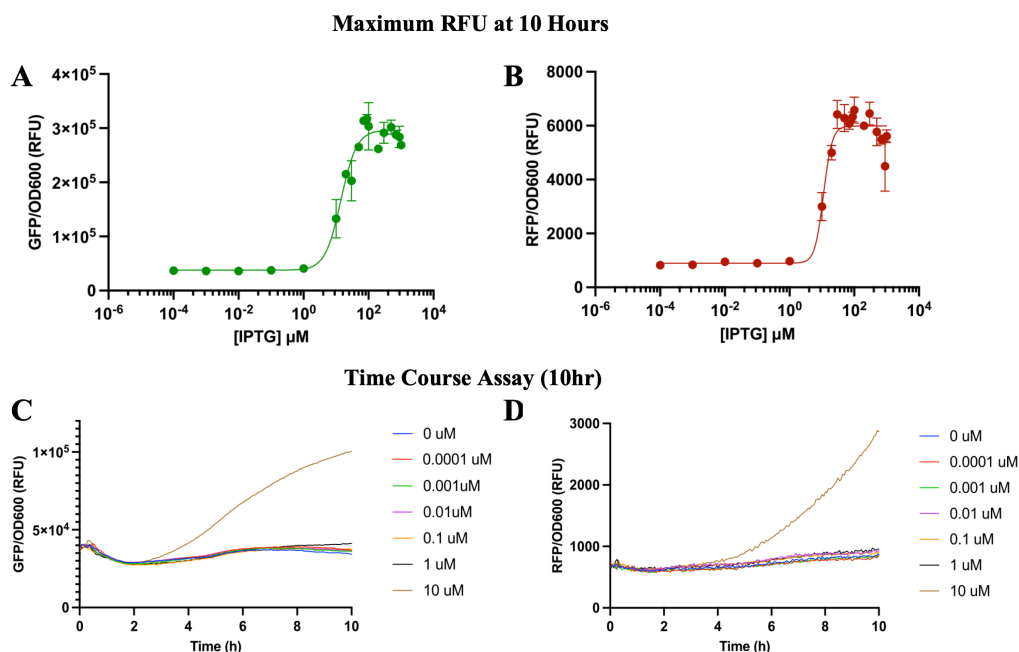 Maximum RFU at 10 Hours
A
4×10⁵
3×10⁵
2×10⁵
1×10⁵
0
GFP/OD600 (RFU)
10⁻⁶ 10⁻⁴ 10⁻² 10⁰ 10² 10⁴
[IPTG] µM
B
8000
6000
4000
2000
0
RFP/OD600 (RFU)
10⁻⁶ 10⁻⁴ 10⁻² 10⁰ 10² 10⁴
[IPTG] µM
Time Course Assay (10hr)
C
1×10⁵
5×10⁴
0
GFP/OD600 (RFU)
0 2 4 6 8 10
Time (h)
0 uM
0.0001 uM
0.001uM
0.01uM
0.1 uM
1 uM
10 uM
D
3000
2000
1000
0
RFP/OD600 (RFU)
0 2 4 6 8 10
Time (h)
0 uM
0.0001 uM
0.001 uM
0.01 uM
0.1 uM
1 uM
10 uM